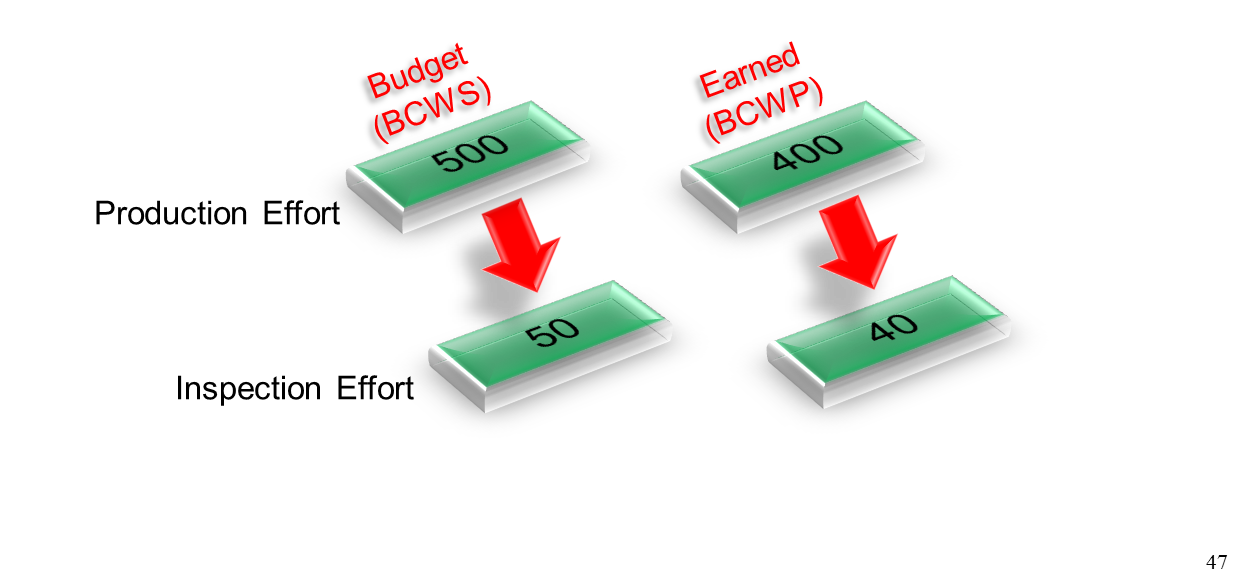 Budget
(BCWS)
Earned
(BCWP)
500
400
Production Effort
50
40
Inspection Effort
47